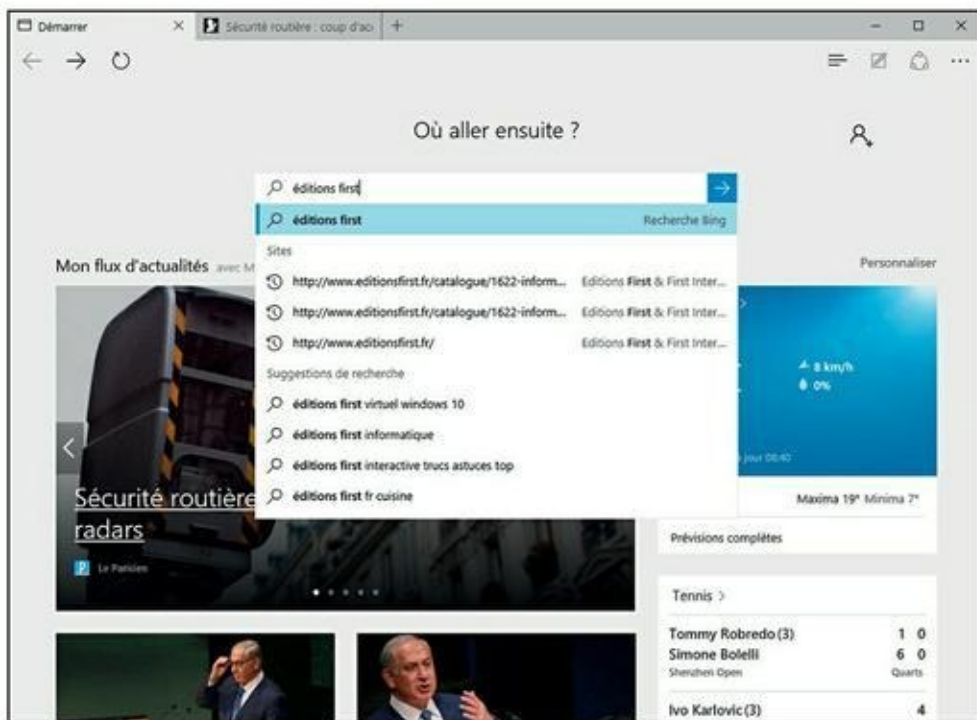 Démarrer
Sécurité routière : coup d'acc
Où aller ensuite ?
éditions first
éditions first Recherche Bing
Sites
http://www.editionsfirst.fr/catalogue/1622-inform... Editions First & First Inter...
http://www.editionsfirst.fr/catalogue/1622-inform... Editions First & First Inter...
http://www.editionsfirst.fr/ Editions First & First Inter...
Suggestions de recherche
éditions first virtuel windows 10
éditions first informatique
éditions first interactive trucs astuces top
éditions first fr cuisine
Mon flux d'actualités avec M
Personnaliser
8 km/h
0%
jour 08:40
Sécurité routière
radars
Le Parisien
Maxima 19° Minima 7°
Prévisions complètes
Tennis >
Tommy Robredo (3) 1 0
Simone Bolelli 6 0
Shenzhen Open Quarts
Ivo Karlovic (3) 4